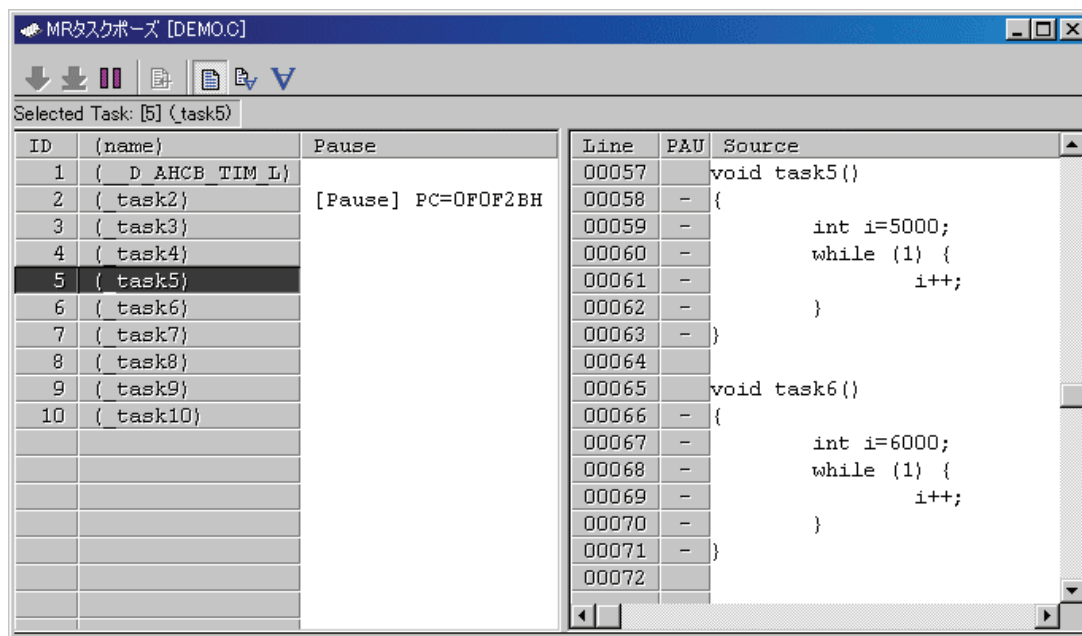 MRタスクポーズ [DEMO.C]
Selected Task: [5] (_task5)
ID (name) Pause
1 (__D_AHCB_TIM_L)
2 (_task2) [Pause] PC=0F0F2BH
3 (_task3)
4 (_task4)
5 (_task5)
6 (_task6)
7 (_task7)
8 (_task8)
9 (_task9)
10 (_task10)
Line PAU Source
00057 void task5()
00058 - {
00059 - int i=5000;
00060 - while (1) {
00061 - i++;
00062 - }
00063 - }
00064
00065 void task6()
00066 - {
00067 - int i=6000;
00068 - while (1) {
00069 - i++;
00070 - }
00071 - }
00072